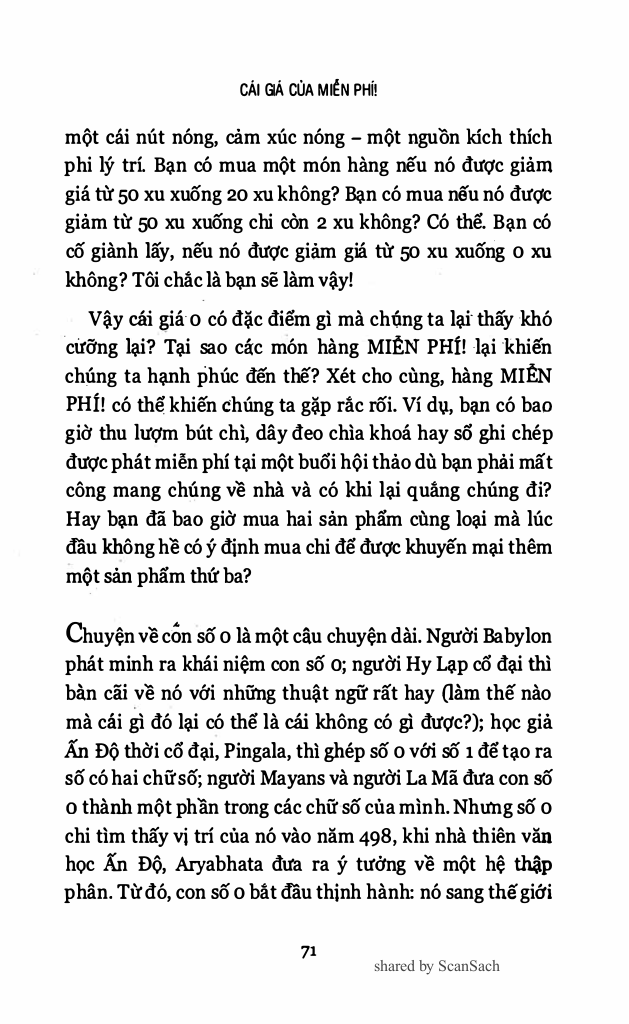 CÁI GIÁ CỦA MIỄN PHÍ!
một cái nút nóng, cảm xúc nóng – một nguồn kích thích
phi lý trí. Bạn có mua một món hàng nếu nó được giảm
giá từ 50 xu xuống 20 xu không? Bạn có mua nếu nó được
giảm từ 50 xu xuống chi còn 2 xu không? Có thể. Bạn có
cố giành lấy, nếu nó được giảm giá từ 50 xu xuống 0 xu
không? Tôi chắc là bạn sẽ làm vậy!
Vậy cái giá 0 có đặc điểm gì mà chúng ta lại thấy khó
cưỡng lại? Tại sao các món hàng MIỄN PHÍ! lại khiến
chúng ta hạnh phúc đến thế? Xét cho cùng, hàng MIỄN
PHÍ! có thể khiến chúng ta gặp rắc rối. Ví dụ, bạn có bao
giờ thu lượm bút chì, dây đeo chìa khoá hay sổ ghi chép
được phát miễn phí tại một buổi hội thảo dù bạn phải mất
công mang chúng về nhà và có khi lại quẳng chúng đi?
Hay bạn đã bao giờ mua hai sản phẩm cùng loại mà lúc
đầu không hề có ý định mua chi để được khuyến mại thêm
một sản phẩm thứ ba?
Chuyện về cón số 0 là một câu chuyện dài. Người Babylon
phát minh ra khái niệm con số 0; người Hy Lạp cổ đại thì
bàn cãi về nó với những thuật ngữ rất hay (làm thế nào
mà cái gì đó lại có thể là cái không có gì được?); học giả
Ấn Độ thời cổ đại, Pingala, thì ghép số 0 với số 1 để tạo ra
số có hai chữ số; người Mayans và người La Mã đưa con số
0 thành một phần trong các chữ số của mình. Nhưng số 0
chi tìm thấy vị trí của nó vào năm 498, khi nhà thiên văn
học Ấn Độ, Aryabhata đưa ra ý tưởng về một hệ thập
phân. Từ đó, con số 0 bắt đầu thịnh hành: nó sang thế giới
71
shared by ScanSach